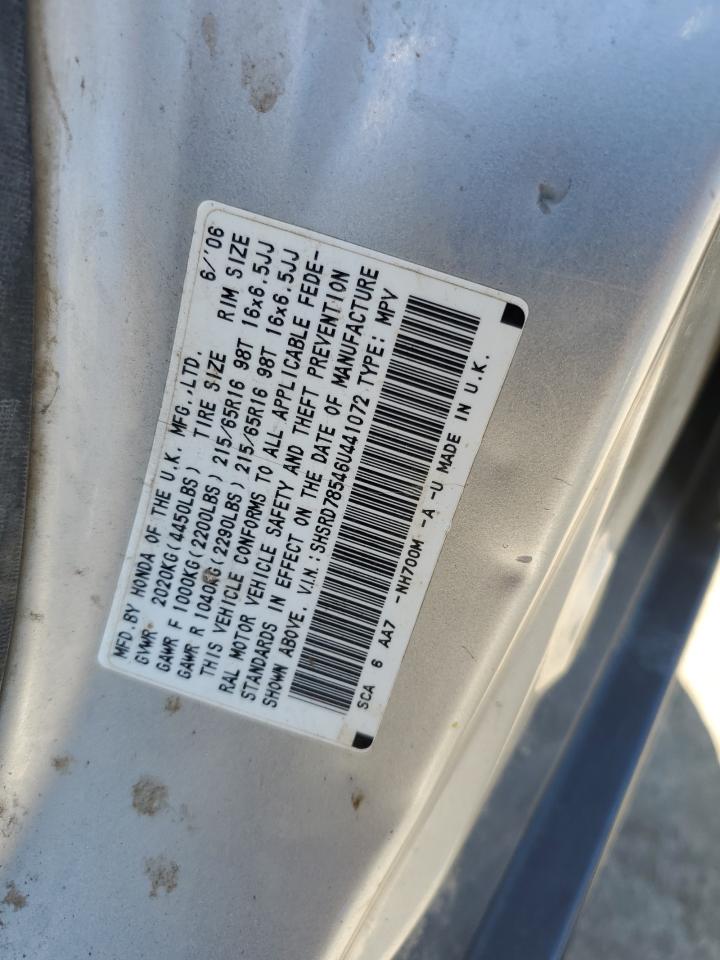 MFD.BY HONDA OF THE U.K. MFG.,LTD. 6/'06
GVWR 2020KG(4450LBS) TIRE SIZE RIM SIZE
GAWR F 1000KG(2200LBS) 215/65R16 98T 16x6.5JJ
GAWR R 1040KG(2290LBS) 215/65R16 98T 16x6.5JJ
THIS VEHICLE CONFORMS TO ALL APPLICABLE FEDE-
RAL MOTOR VEHICLE SAFETY AND THEFT PREVENTION
STANDARDS IN EFFECT ON THE DATE OF MANUFACTURE
SHOWN ABOVE. V.I.N.:SHSRD78546U441072 TYPE: MPV
SCA 6 AA7 -NH700M -A -U MADE IN U.K.